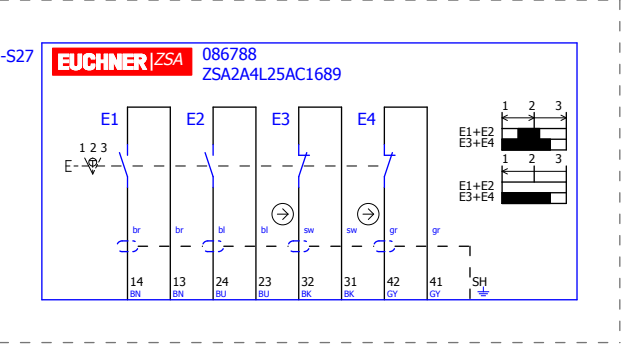 -S27
EUCHNER ZSA 086788
ZSA2A4L25AC1689
E1 E2 E3 E4
1 2 3
E
1 2 3
E1+E2
E3+E4
1 2 3
E1+E2
E3+E4
br br bl bl sw sw gr gr
14 13 24 23 32 31 42 41 SH
BN BN BU BU BK BK GY GY